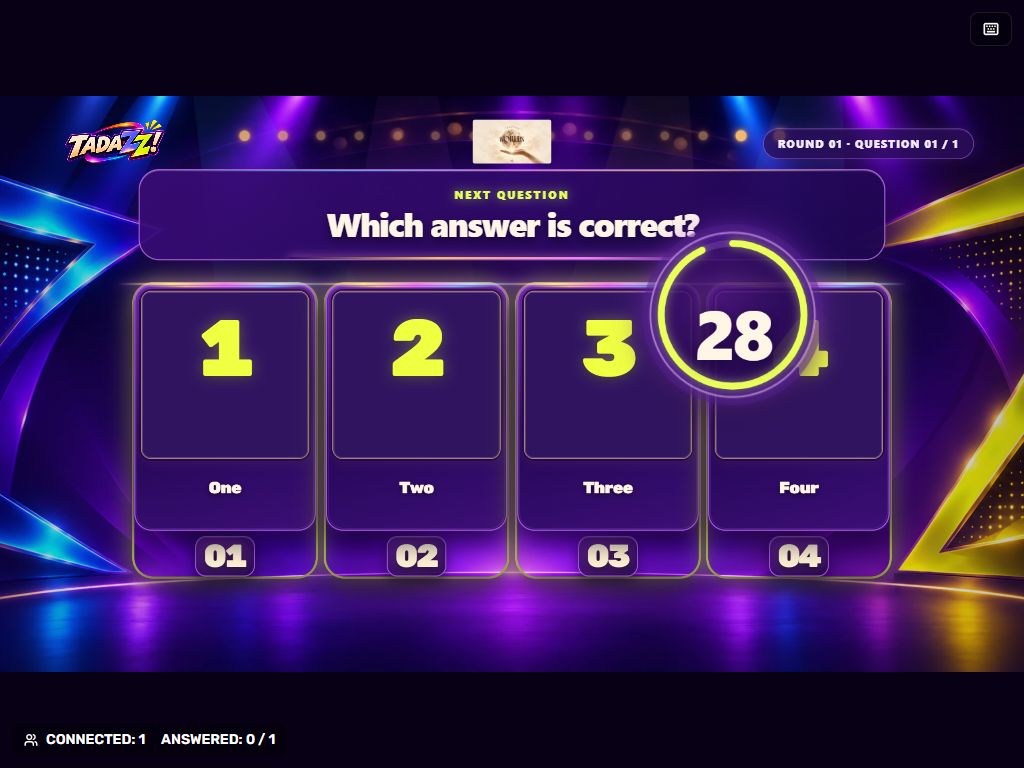 TADAZZ!
WORLDS
ROUND 01 - QUESTION 01 / 1
NEXT QUESTION
Which answer is correct?
1
2
3
28
One
Two
Three
Four
01
02
03
04
CONNECTED: 1 ANSWERED: 0 / 1